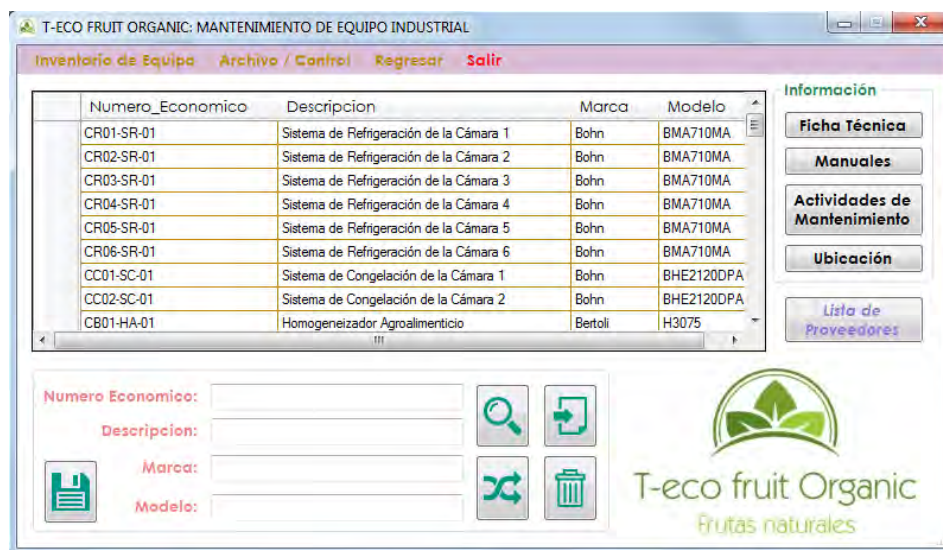 T-ECO FRUIT ORGANIC: MANTENIMIENTO DE EQUIPO INDUSTRIAL
Inventario de Equipo Archivo / Control Regresar Salir
Numero_Economico Descripcion Marca Modelo
CR01-SR-01 Sistema de Refrigeración de la Cámara 1 Bohn BMA710MA
CR02-SR-01 Sistema de Refrigeración de la Cámara 2 Bohn BMA710MA
CR03-SR-01 Sistema de Refrigeración de la Cámara 3 Bohn BMA710MA
CR04-SR-01 Sistema de Refrigeración de la Cámara 4 Bohn BMA710MA
CR05-SR-01 Sistema de Refrigeración de la Cámara 5 Bohn BMA710MA
CR06-SR-01 Sistema de Refrigeración de la Cámara 6 Bohn BMA710MA
CC01-SC-01 Sistema de Congelación de la Cámara 1 Bohn BHE2120DPA
CC02-SC-01 Sistema de Congelación de la Cámara 2 Bohn BHE2120DPA
CB01-HA-01 Homogeneizador Agroalimenticio Bertoli H3075
Información
Ficha Técnica
Manuales
Actividades de
Mantenimiento
Ubicación
Lista de
Proveedores
Numero Economico:
Descripcion:
Marca:
Modelo:
T-eco fruit Organic
Frutas naturales